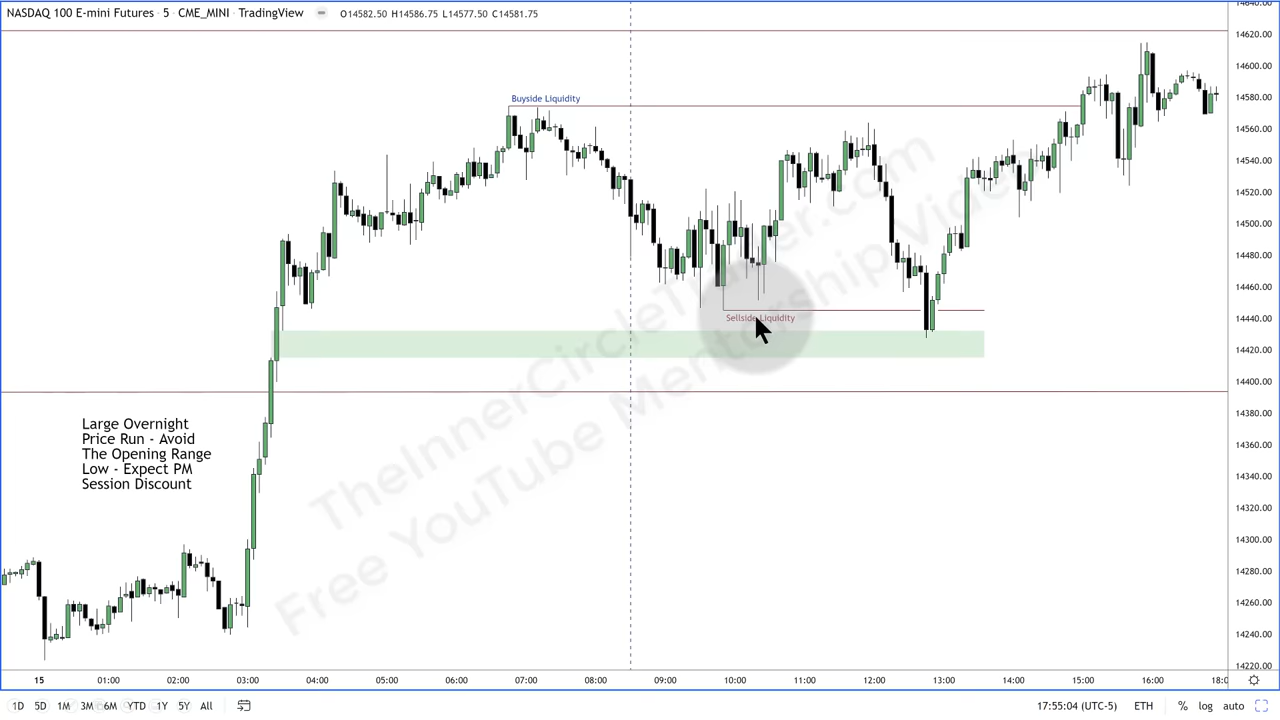 NASDAQ 100 E-mini Futures · 5 · CME_MINI · TradingView O14582.50 H14586.75 L14577.50 C14581.75
14640.00
14620.00
14600.00
14580.00
14560.00
14540.00
14520.00
14500.00
14480.00
14460.00
14440.00
14420.00
14400.00
14380.00
14360.00
14340.00
14320.00
14300.00
14280.00
14260.00
14240.00
14220.00
Buyside Liquidity
Sellside Liquidity
Large Overnight
Price Run - Avoid
The Opening Range
Low - Expect PM
Session Discount
TheInnerCircleTrader.com
Free YouTube Mentorship Video
15 01:00 02:00 03:00 04:00 05:00 06:00 07:00 08:00 09:00 10:00 11:00 12:00 13:00 14:00 15:00 16:00 18:0
1D 5D 1M 3M 6M YTD 1Y 5Y All 17:55:04 (UTC-5) ETH % log auto